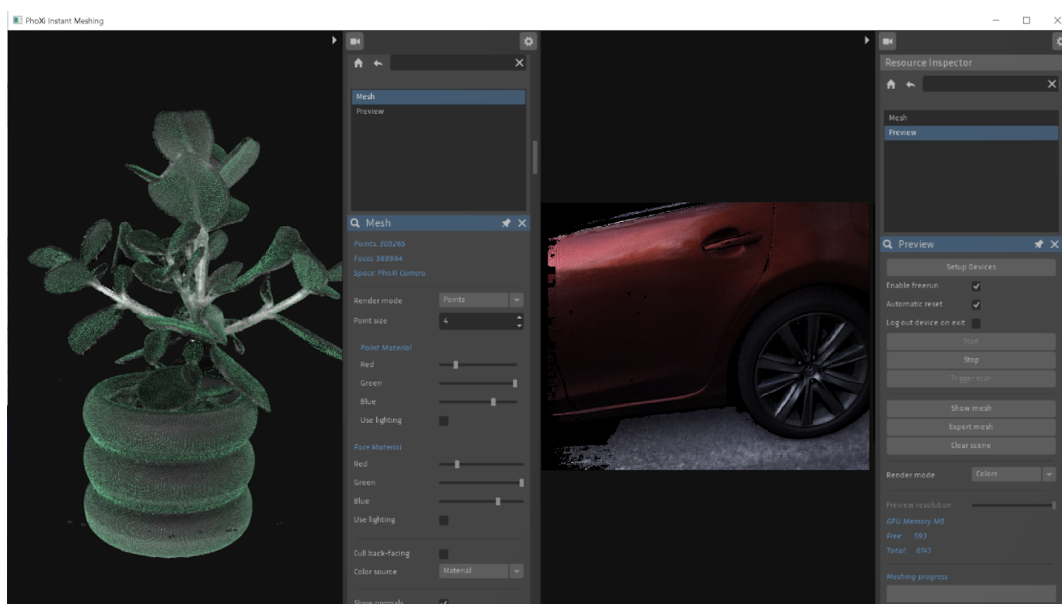 PhoXi Instant Meshing
Mesh
Preview
Mesh
Points: 300265
Faces: 588864
Space: PhoXi Camera
Render mode
Points
Point size
4
Point Material
Red
Green
Blue
Use lighting
Face Material
Red
Green
Blue
Use lighting
Cull back-facing
Color source
Material
Show normals
Resource Inspector
Mesh
Preview
Preview
Setup Devices
Enable freerun
Automatic reset
Log out device on exit
Start
Stop
Trigger scan
Show mesh
Export mesh
Clear scene
Render mode
Colors
Preview resolution
GPU Memory MB
Free 593
Total 6143
Meshing progress